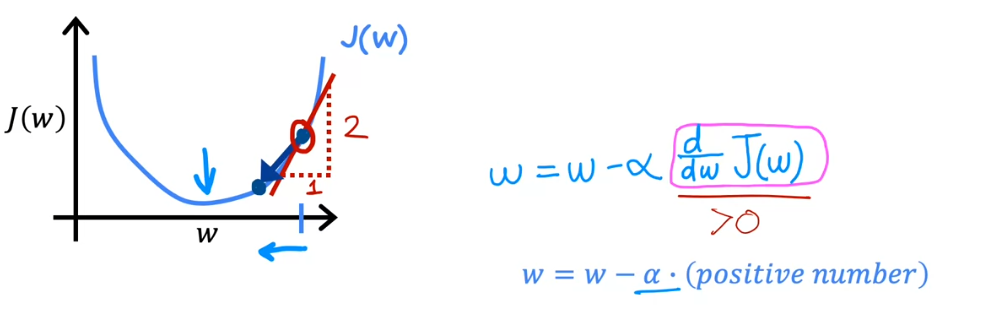 J(w)
J(w)
2
1
w
w = w - α d/dw J(w)
>0
w = w − α · (positive number)